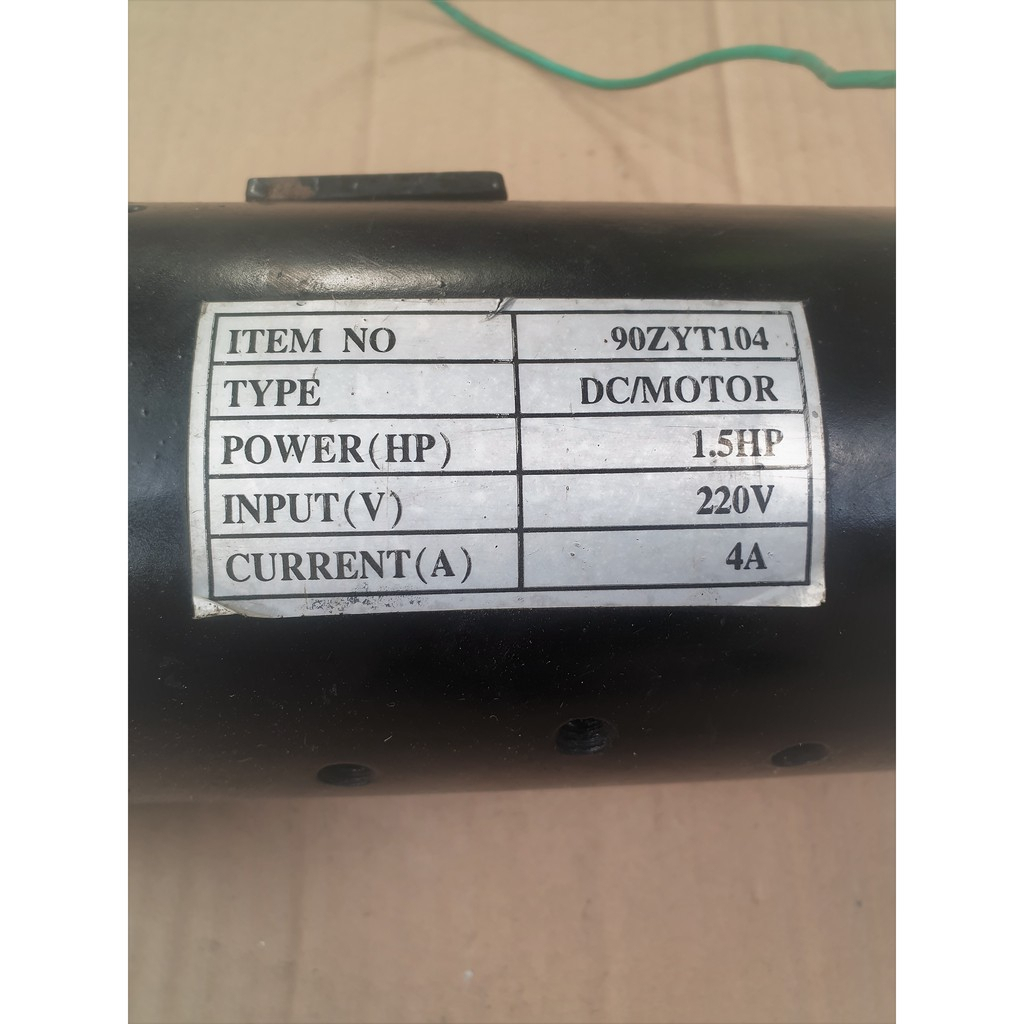 ITEM NO 90ZYT104
TYPE DC/MOTOR
POWER(HP) 1.5HP
INPUT(V) 220V
CURRENT(A) 4A